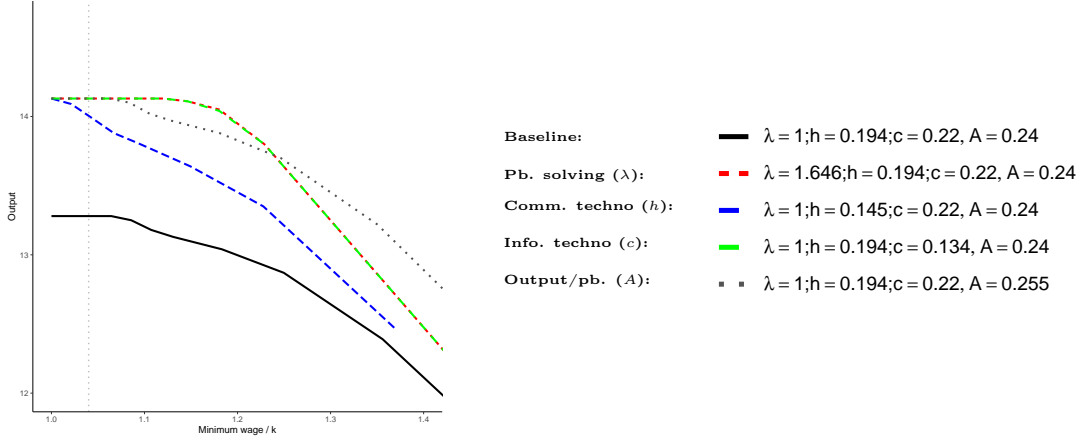 14
13
12
Output
1.0 1.1 1.2 1.3 1.4
Minimum wage / k
Baseline: λ = 1;h = 0.194;c = 0.22, A = 0.24
Pb. solving (λ): λ = 1.646;h = 0.194;c = 0.22, A = 0.24
Comm. techno (h): λ = 1;h = 0.145;c = 0.22, A = 0.24
Info. techno (c): λ = 1;h = 0.194;c = 0.134, A = 0.24
Output/pb. (A): λ = 1;h = 0.194;c = 0.22, A = 0.255